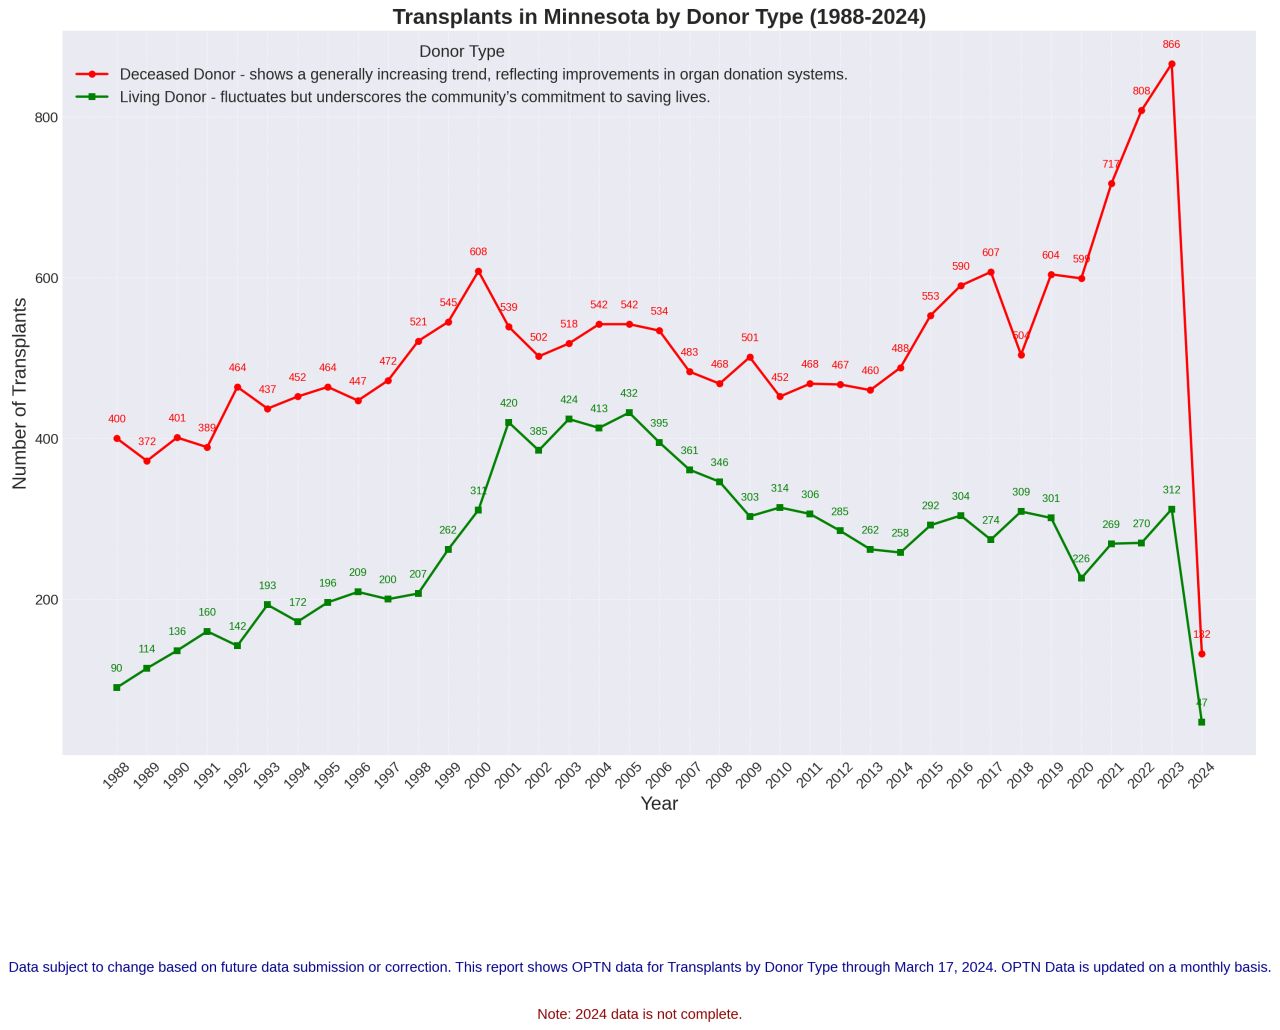 Transplants in Minnesota by Donor Type (1988-2024)
Donor Type
Deceased Donor - shows a generally increasing trend, reflecting improvements in organ donation systems.
Living Donor - fluctuates but underscores the community’s commitment to saving lives.
Number of Transplants
800
600
400
200
400 372 401 389 464 437 452 464 447 472 521 545 608 539 502 518 542 542 534 483 468 501 452 468 467 460 488 553 590 607 504 604 599 717 808 866 132
90 114 136 160 142 193 172 196 209 200 207 262 311 420 385 424 413 432 395 361 346 303 314 306 285 262 258 292 304 274 309 301 226 269 270 312 47
1988 1989 1990 1991 1992 1993 1994 1995 1996 1997 1998 1999 2000 2001 2002 2003 2004 2005 2006 2007 2008 2009 2010 2011 2012 2013 2014 2015 2016 2017 2018 2019 2020 2021 2022 2023 2024
Year
Data subject to change based on future data submission or correction. This report shows OPTN data for Transplants by Donor Type through March 17, 2024. OPTN Data is updated on a monthly basis.
Note: 2024 data is not complete.